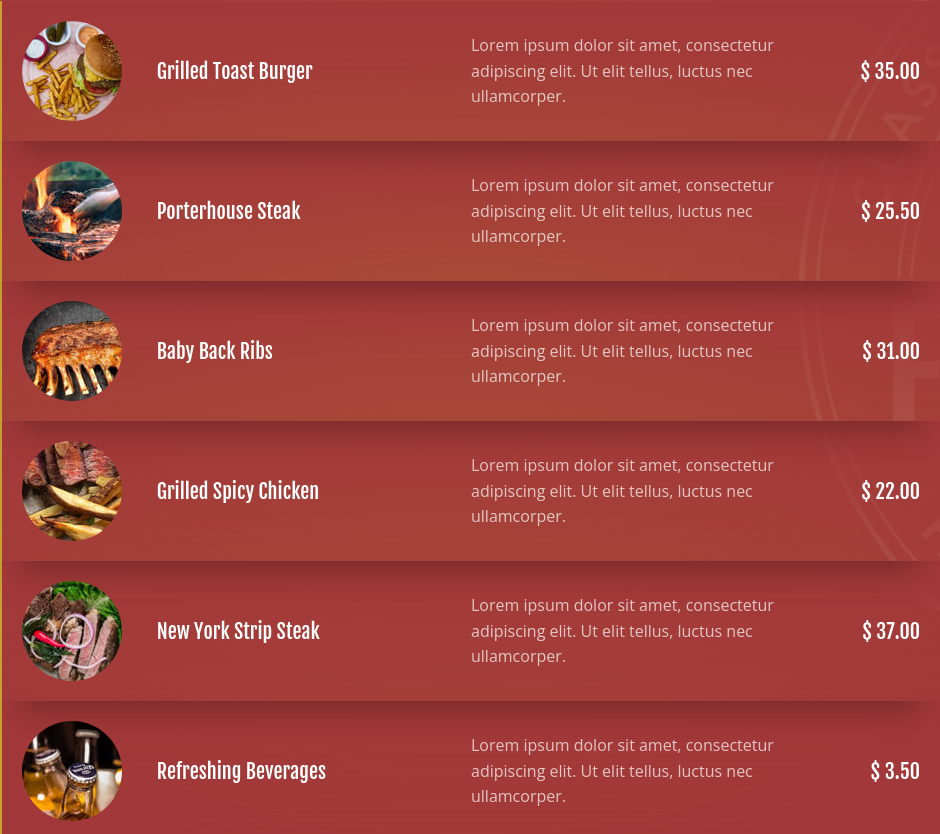 Grilled Toast Burger
Lorem ipsum dolor sit amet, consectetur
adipiscing elit. Ut elit tellus, luctus nec
ullamcorper.
$ 35.00
Porterhouse Steak
Lorem ipsum dolor sit amet, consectetur
adipiscing elit. Ut elit tellus, luctus nec
ullamcorper.
$ 25.50
Baby Back Ribs
Lorem ipsum dolor sit amet, consectetur
adipiscing elit. Ut elit tellus, luctus nec
ullamcorper.
$ 31.00
Grilled Spicy Chicken
Lorem ipsum dolor sit amet, consectetur
adipiscing elit. Ut elit tellus, luctus nec
ullamcorper.
$ 22.00
New York Strip Steak
Lorem ipsum dolor sit amet, consectetur
adipiscing elit. Ut elit tellus, luctus nec
ullamcorper.
$ 37.00
Refreshing Beverages
Lorem ipsum dolor sit amet, consectetur
adipiscing elit. Ut elit tellus, luctus nec
ullamcorper.
$ 3.50